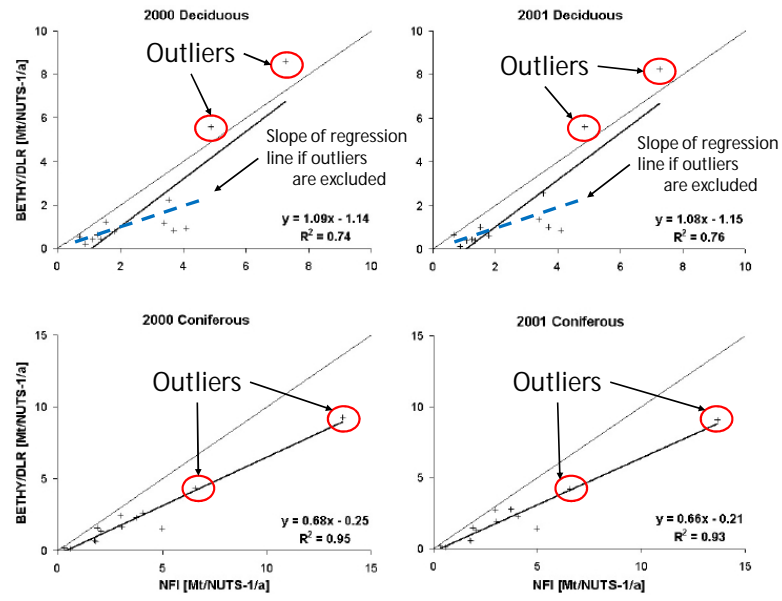 2000 Deciduous
BETHY/DLR [Mt/NUTS-1/a]
10
8
6
4
2
0
0
2
4
6
8
10
Outliers
Slope of regression
line if outliers
are excluded
y = 1.09x - 1.14
R² = 0.74
2001 Deciduous
10
8
6
4
2
0
0
2
4
6
8
10
Outliers
Slope of regression
line if outliers
are excluded
y = 1.08x - 1.15
R² = 0.76
2000 Coniferous
BETHY/DLR [Mt/NUTS-1/a]
15
10
5
0
0
5
10
15
NFI [Mt/NUTS-1/a]
Outliers
y = 0.68x - 0.25
R² = 0.95
2001 Coniferous
15
10
5
0
0
5
10
15
NFI [Mt/NUTS-1/a]
Outliers
y = 0.66x - 0.21
R² = 0.93